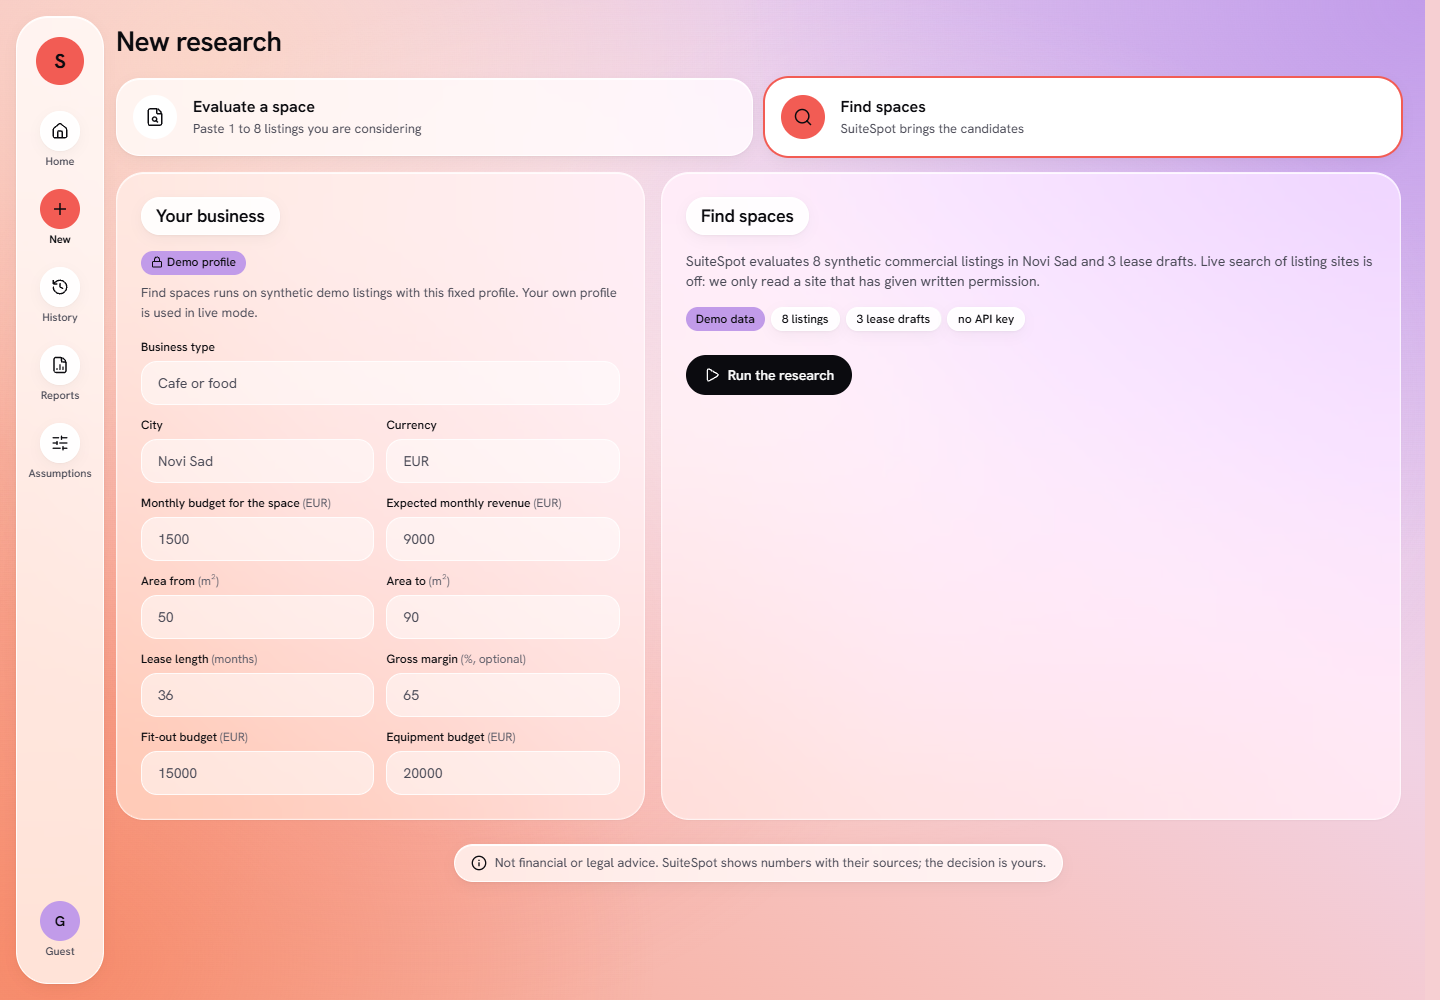 S
Home
New
History
Reports
Assumptions
G
Guest
New research
Evaluate a space
Paste 1 to 8 listings you are considering
Find spaces
SuiteSpot brings the candidates
Your business
Demo profile
Find spaces runs on synthetic demo listings with this fixed profile. Your own profile
is used in live mode.
Business type
Cafe or food
City
Currency
Novi Sad
EUR
Monthly budget for the space (EUR)
Expected monthly revenue (EUR)
1500
9000
Area from (m²)
Area to (m²)
50
90
Lease length (months)
Gross margin (%, optional)
36
65
Fit-out budget (EUR)
Equipment budget (EUR)
15000
20000
Find spaces
SuiteSpot evaluates 8 synthetic commercial listings in Novi Sad and 3 lease drafts. Live search of listing sites is
off: we only read a site that has given written permission.
Demo data
8 listings
3 lease drafts
no API key
Run the research
Not financial or legal advice. SuiteSpot shows numbers with their sources; the decision is yours.